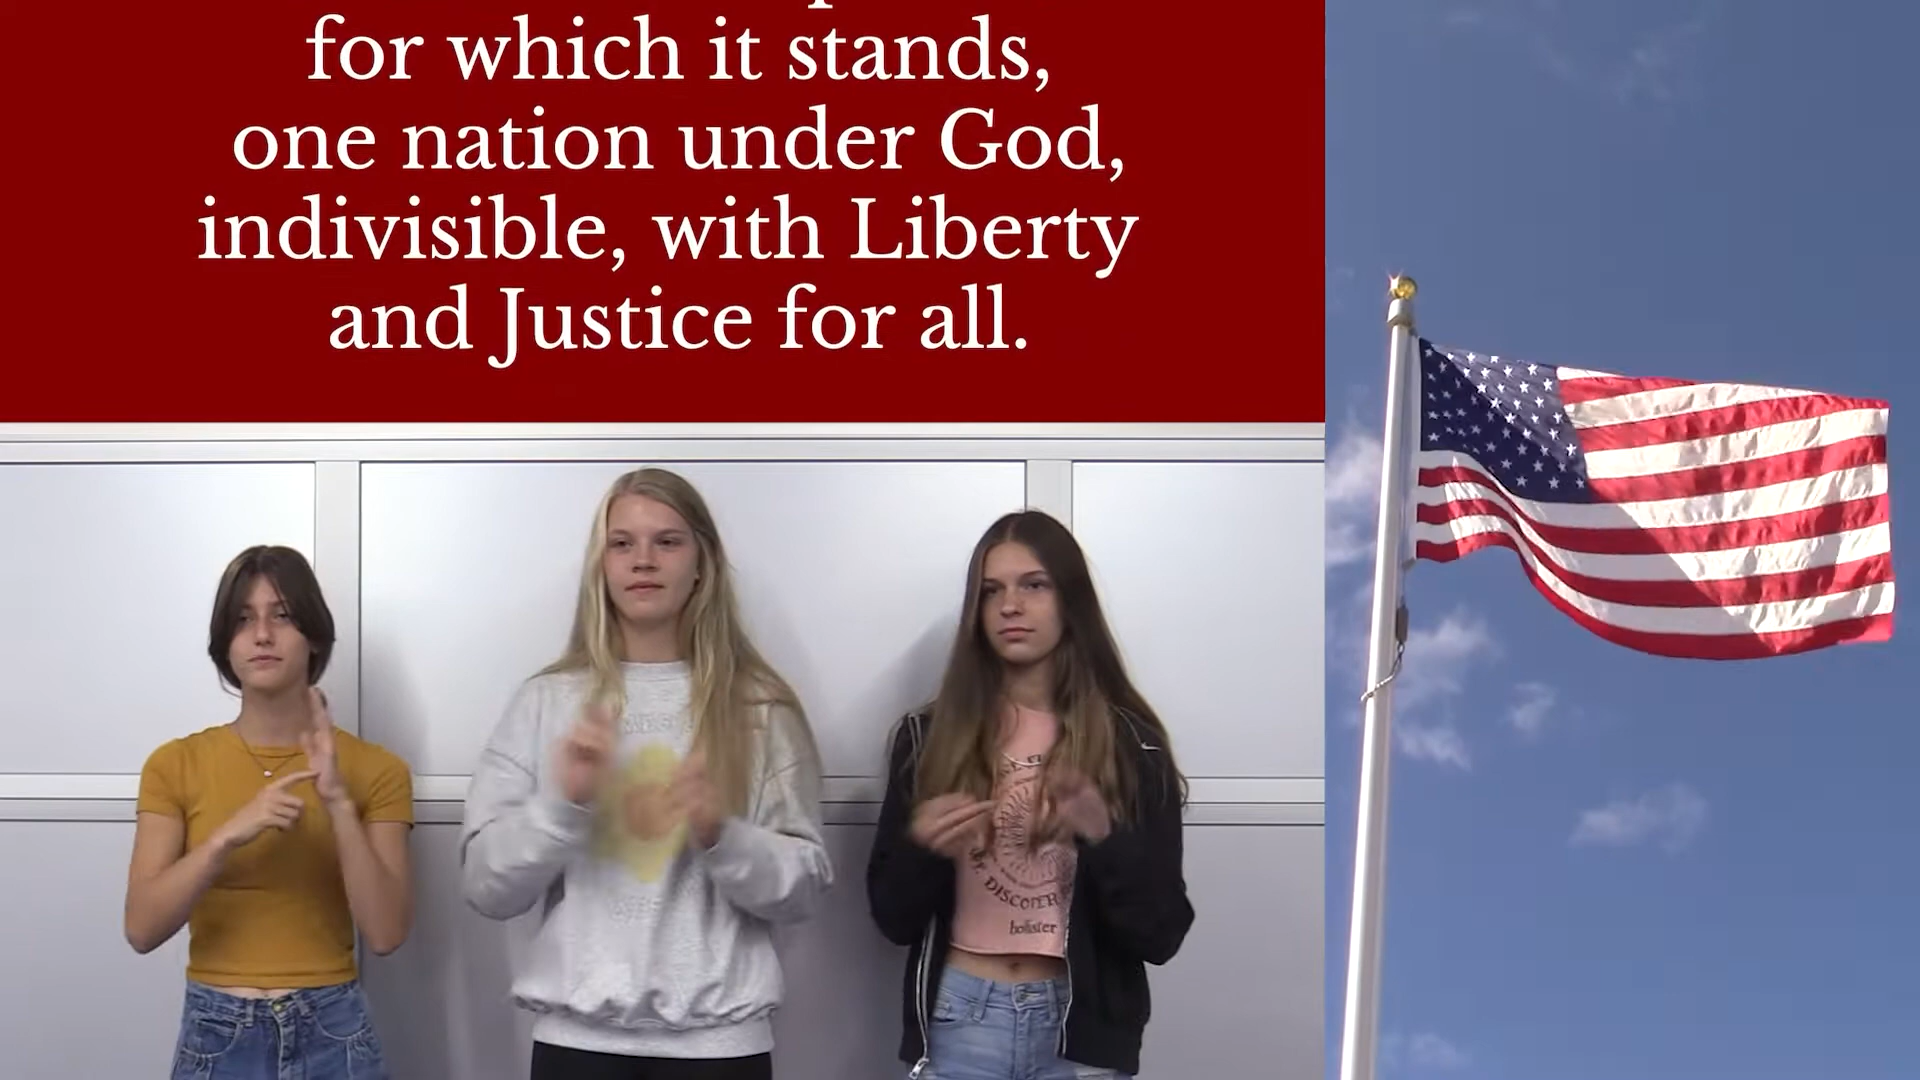 for which it stands,
one nation under God,
indivisible, with Liberty
and Justice for all.
DISCOVER
hollister